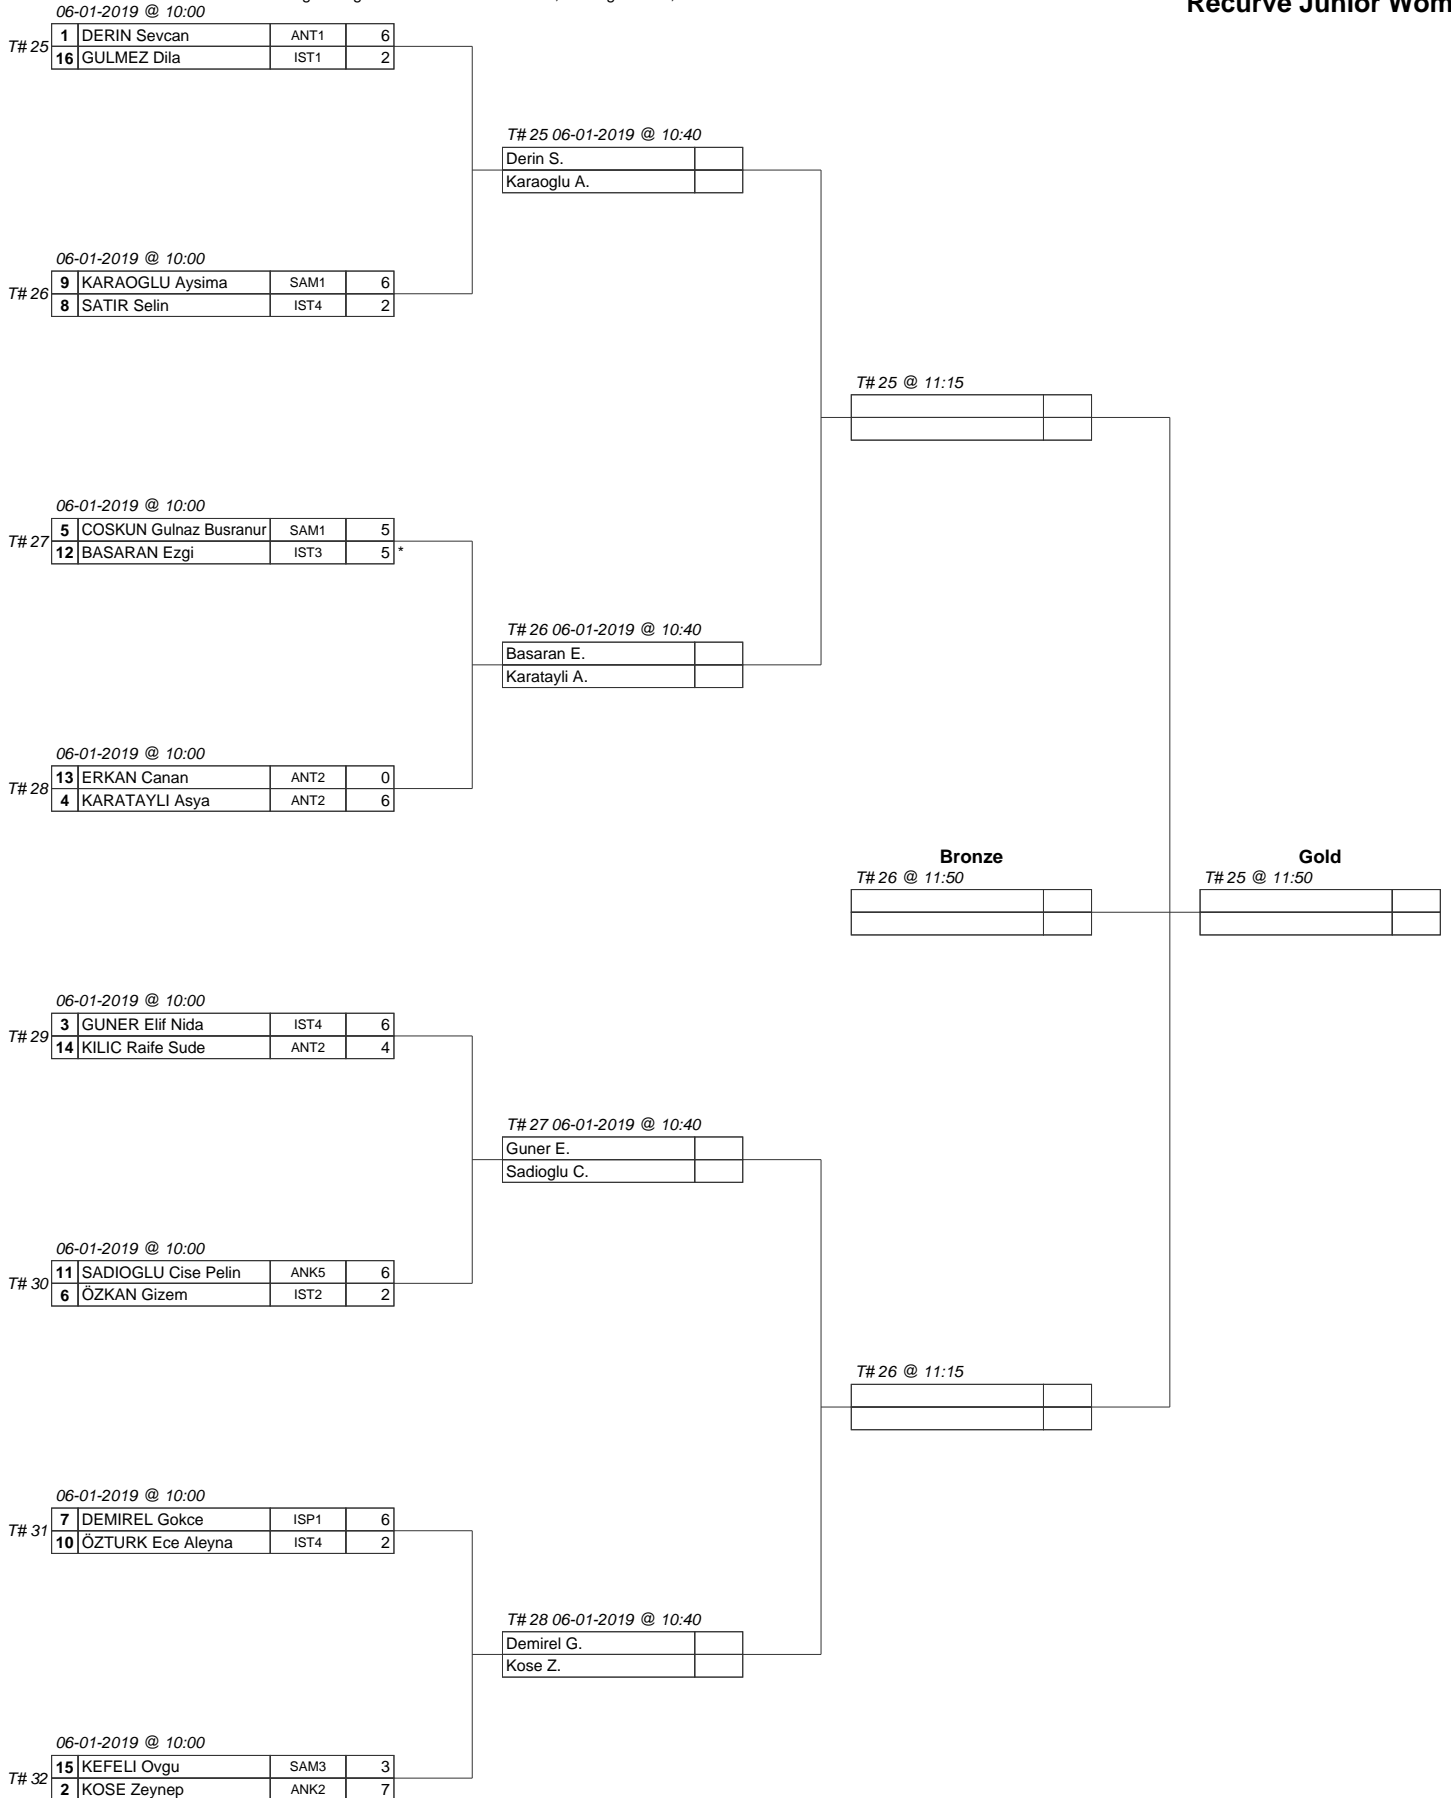 Recurve Junior Wom
06-01-2019 @ 10:00
T# 25
1 DERIN Sevcan ANT1 6
16 GULMEZ Dila IST1 2
T# 25 06-01-2019 @ 10:40
Derin S.
Karaoglu A.
06-01-2019 @ 10:00
T# 26
9 KARAOGLU Aysima SAM1 6
8 SATIR Selin IST4 2
T# 25 @ 11:15
06-01-2019 @ 10:00
T# 27
5 COSKUN Gulnaz Busranur SAM1 5
12 BASARAN Ezgi IST3 5 *
T# 26 06-01-2019 @ 10:40
Basaran E.
Karatayli A.
06-01-2019 @ 10:00
T# 28
13 ERKAN Canan ANT2 0
4 KARATAYLI Asya ANT2 6
Bronze
T# 26 @ 11:50
Gold
T# 25 @ 11:50
06-01-2019 @ 10:00
T# 29
3 GUNER Elif Nida IST4 6
14 KILIC Raife Sude ANT2 4
T# 27 06-01-2019 @ 10:40
Guner E.
Sadioglu C.
06-01-2019 @ 10:00
T# 30
11 SADIOGLU Cise Pelin ANK5 6
6 ÖZKAN Gizem IST2 2
T# 26 @ 11:15
06-01-2019 @ 10:00
T# 31
7 DEMIREL Gokce ISP1 6
10 ÖZTURK Ece Aleyna IST4 2
T# 28 06-01-2019 @ 10:40
Demirel G.
Kose Z.
06-01-2019 @ 10:00
T# 32
15 KEFELI Ovgu SAM3 3
2 KOSE Zeynep ANK2 7